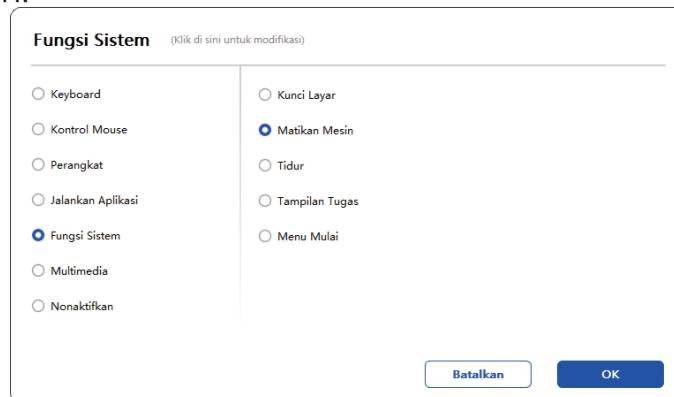 Fungsi Sistem (Klik di sini untuk modifikasi)
Keyboard
Kontrol Mouse
Perangkat
Jalankan Aplikasi
Fungsi Sistem
Multimedia
Nonaktifkan
Kunci Layar
Matikan Mesin
Tidur
Tampilan Tugas
Menu Mulai
Batalkan
OK